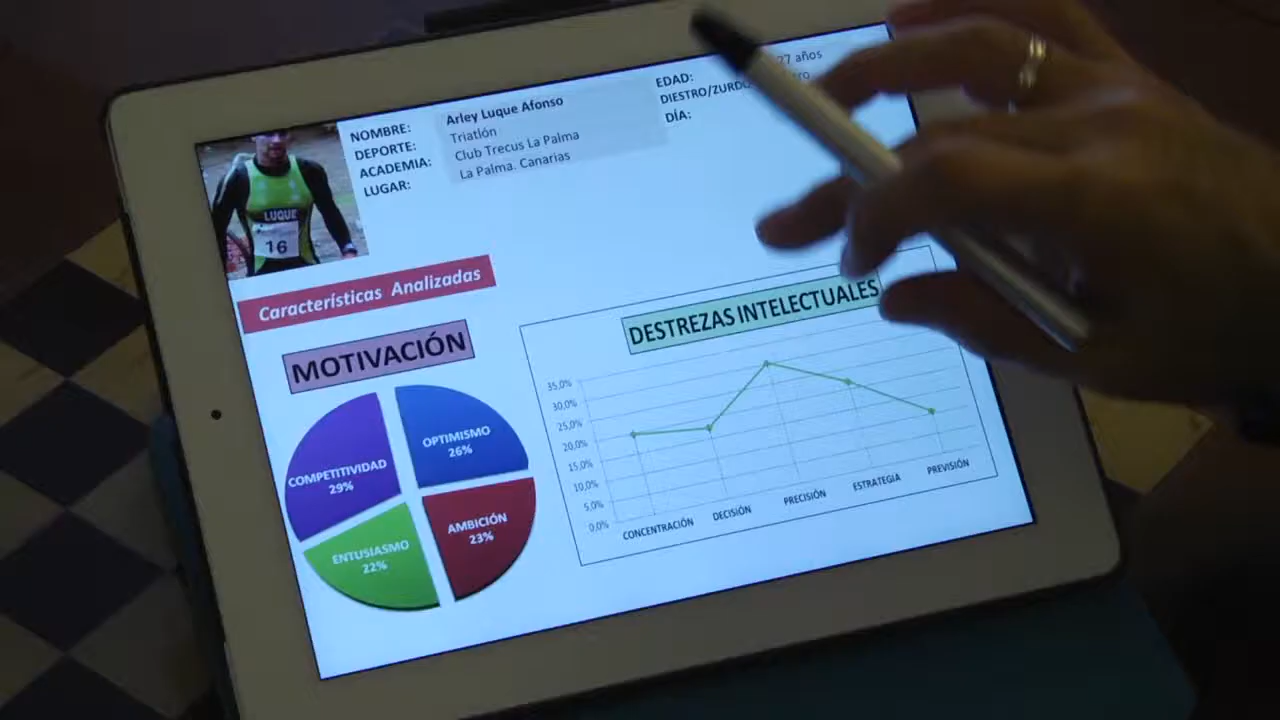 NOMBRE: Arley Luque Afonso
DEPORTE: Triatlón
ACADEMIA: Club Trecus La Palma
LUGAR: La Palma. Canarias
EDAD: 27 años
DIESTRO/ZURDO
DÍA:
LUQUE
16
Características Analizadas
MOTIVACIÓN
COMPETITIVIDAD
29%
OPTIMISMO
26%
ENTUSIASMO
22%
AMBICIÓN
23%
DESTREZAS INTELECTUALES
35,0%
30,0%
25,0%
20,0%
15,0%
10,0%
5,0%
0,0%
CONCENTRACIÓN DECISIÓN PRECISIÓN ESTRATEGIA PREVISIÓN